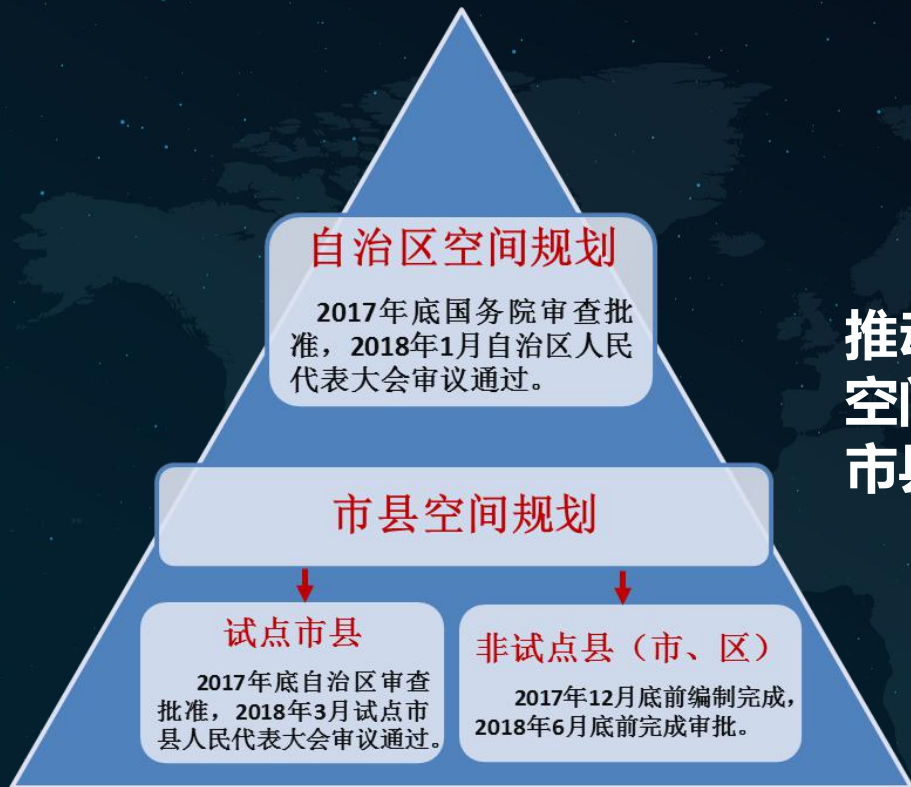 自治区空间规划
2017年底国务院审查批
准，2018年1月自治区人民
代表大会审议通过。
市县空间规划
试点市县
2017年底自治区审查
批准，2018年3月试点市
县人民代表大会审议通过。
非试点县（市、区）
2017年12月底前编制完成，
2018年6月底前完成审批。
推
空
市